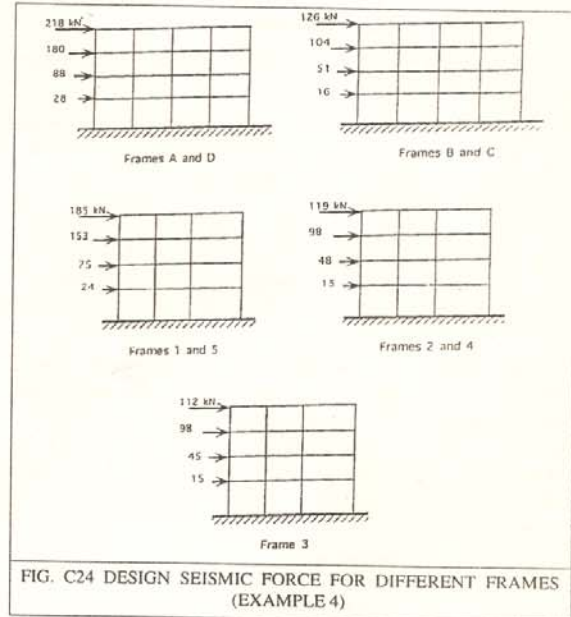 218 kN
180
88
28
Frames A and D
126 kN
104
51
16
Frames B and C
185 kN
153
75
24
Frames 1 and 5
119 kN
98
48
15
Frames 2 and 4
112 kN
98
45
15
Frame 3
FIG. C24 DESIGN SEISMIC FORCE FOR DIFFERENT FRAMES
(EXAMPLE 4)